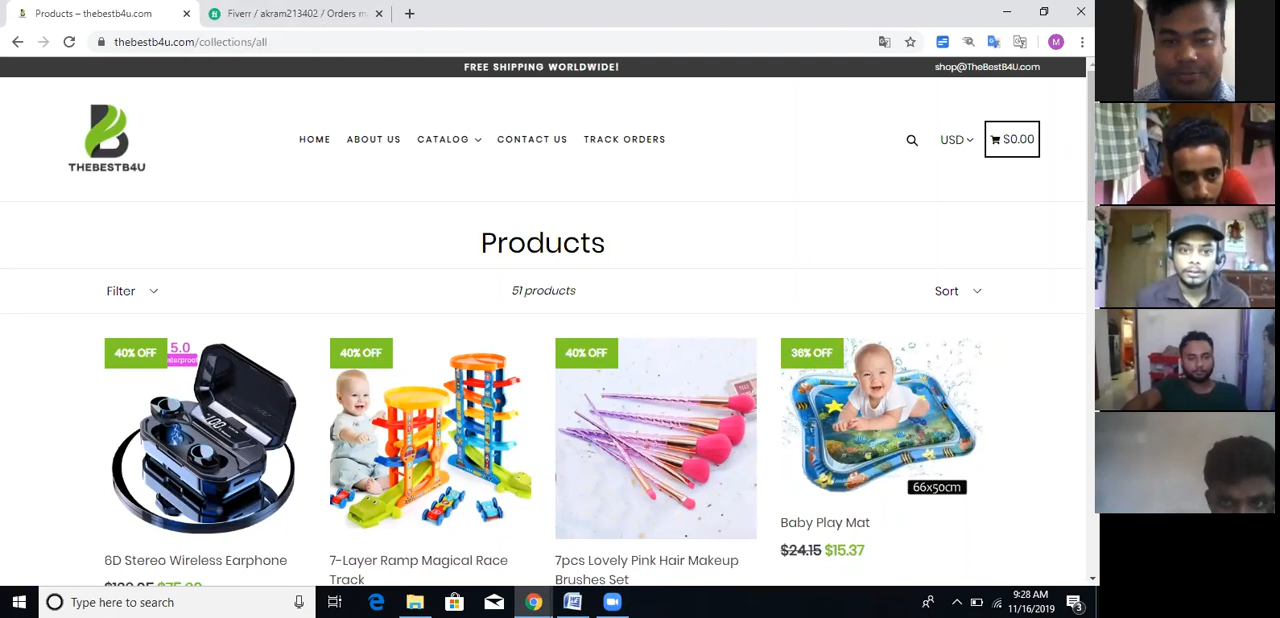 Products – thebestb4u.com
Fiverr / akram213402 / Orders m
thebestb4u.com/collections/all
M
FREE SHIPPING WORLDWIDE!
shop@TheBestB4U.com
THEBESTB4U
HOME
ABOUT US
CATALOG
CONTACT US
TRACK ORDERS
USD
$0.00
Products
Filter
51 products
Sort
40% OFF
5.0
40% OFF
40% OFF
36% OFF
66x50cm
6D Stereo Wireless Earphone
7-Layer Ramp Magical Race
Track
7pcs Lovely Pink Hair Makeup
Brushes Set
Baby Play Mat
$24.15 $15.37
Type here to search
9:28 AM
11/16/2019
3